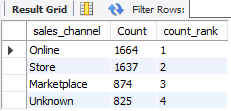 Result Grid Filter Rows:
sales_channel Count count_rank
Online 1664 1
Store 1637 2
Marketplace 874 3
Unknown 825 4